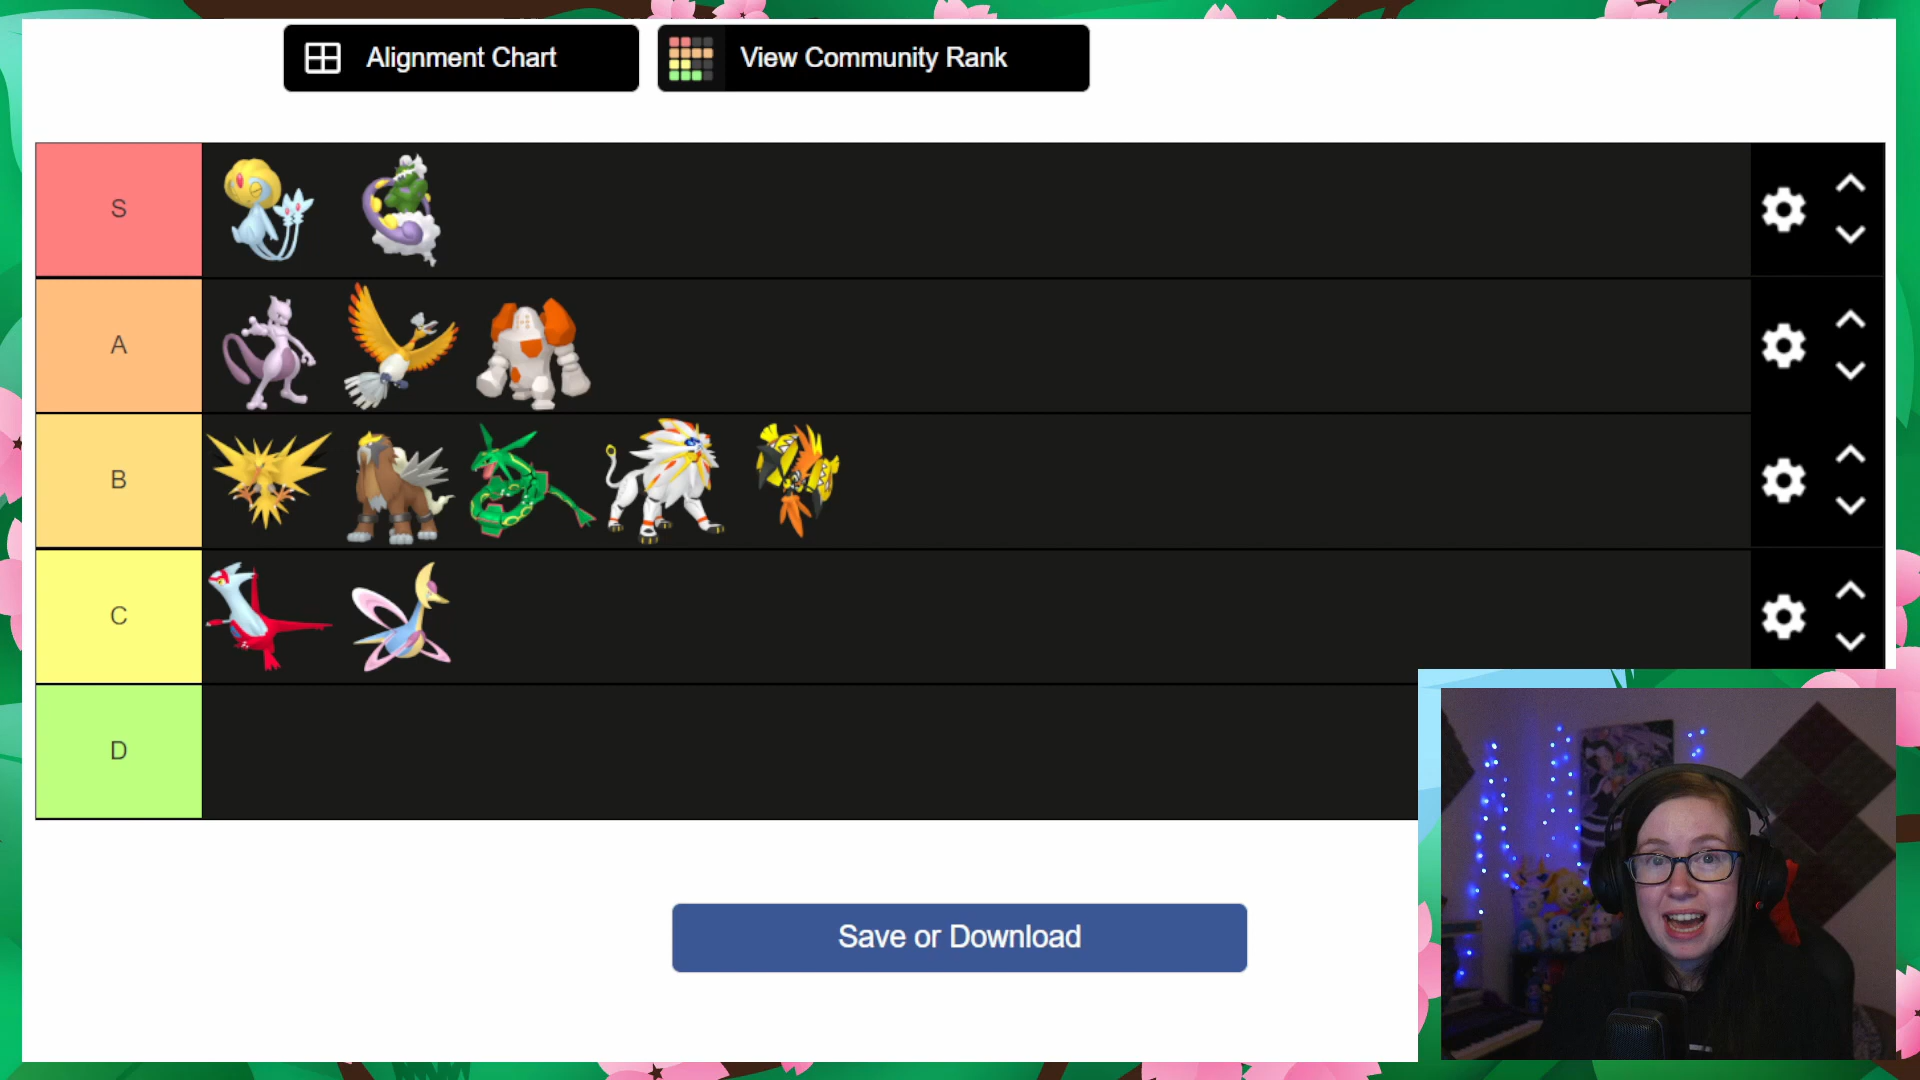 Alignment Chart
View Community Rank
S
A
B
C
D
Save or Download